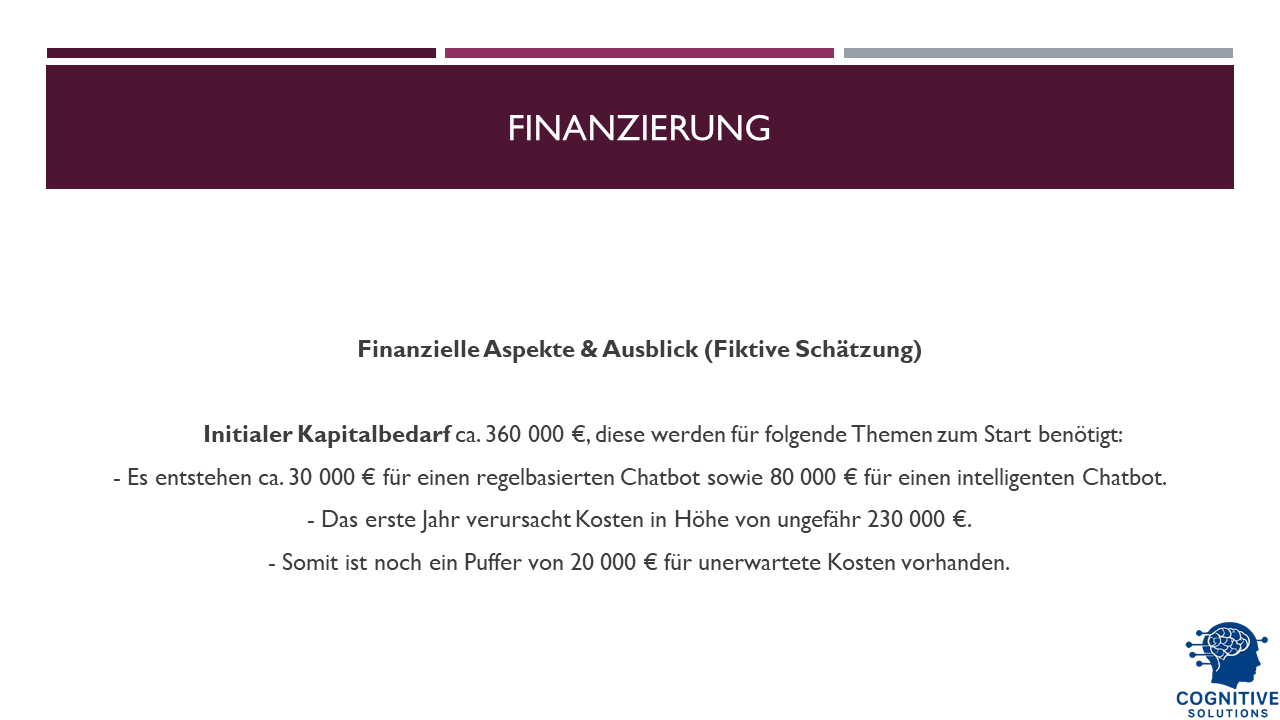 FINANZIERUNG
Finanzielle Aspekte & Ausblick (Fiktive Schätzung)
Initialer Kapitalbedarf ca. 360 000 €, diese werden für folgende Themen zum Start benötigt:
- Es entstehen ca. 30 000 € für einen regelbasierten Chatbot sowie 80 000 € für einen intelligenten Chatbot.
- Das erste Jahr verursacht Kosten in Höhe von ungefähr 230 000 €.
- Somit ist noch ein Puffer von 20 000 € für unerwartete Kosten vorhanden.
COGNITIVE
SOLUTIONS